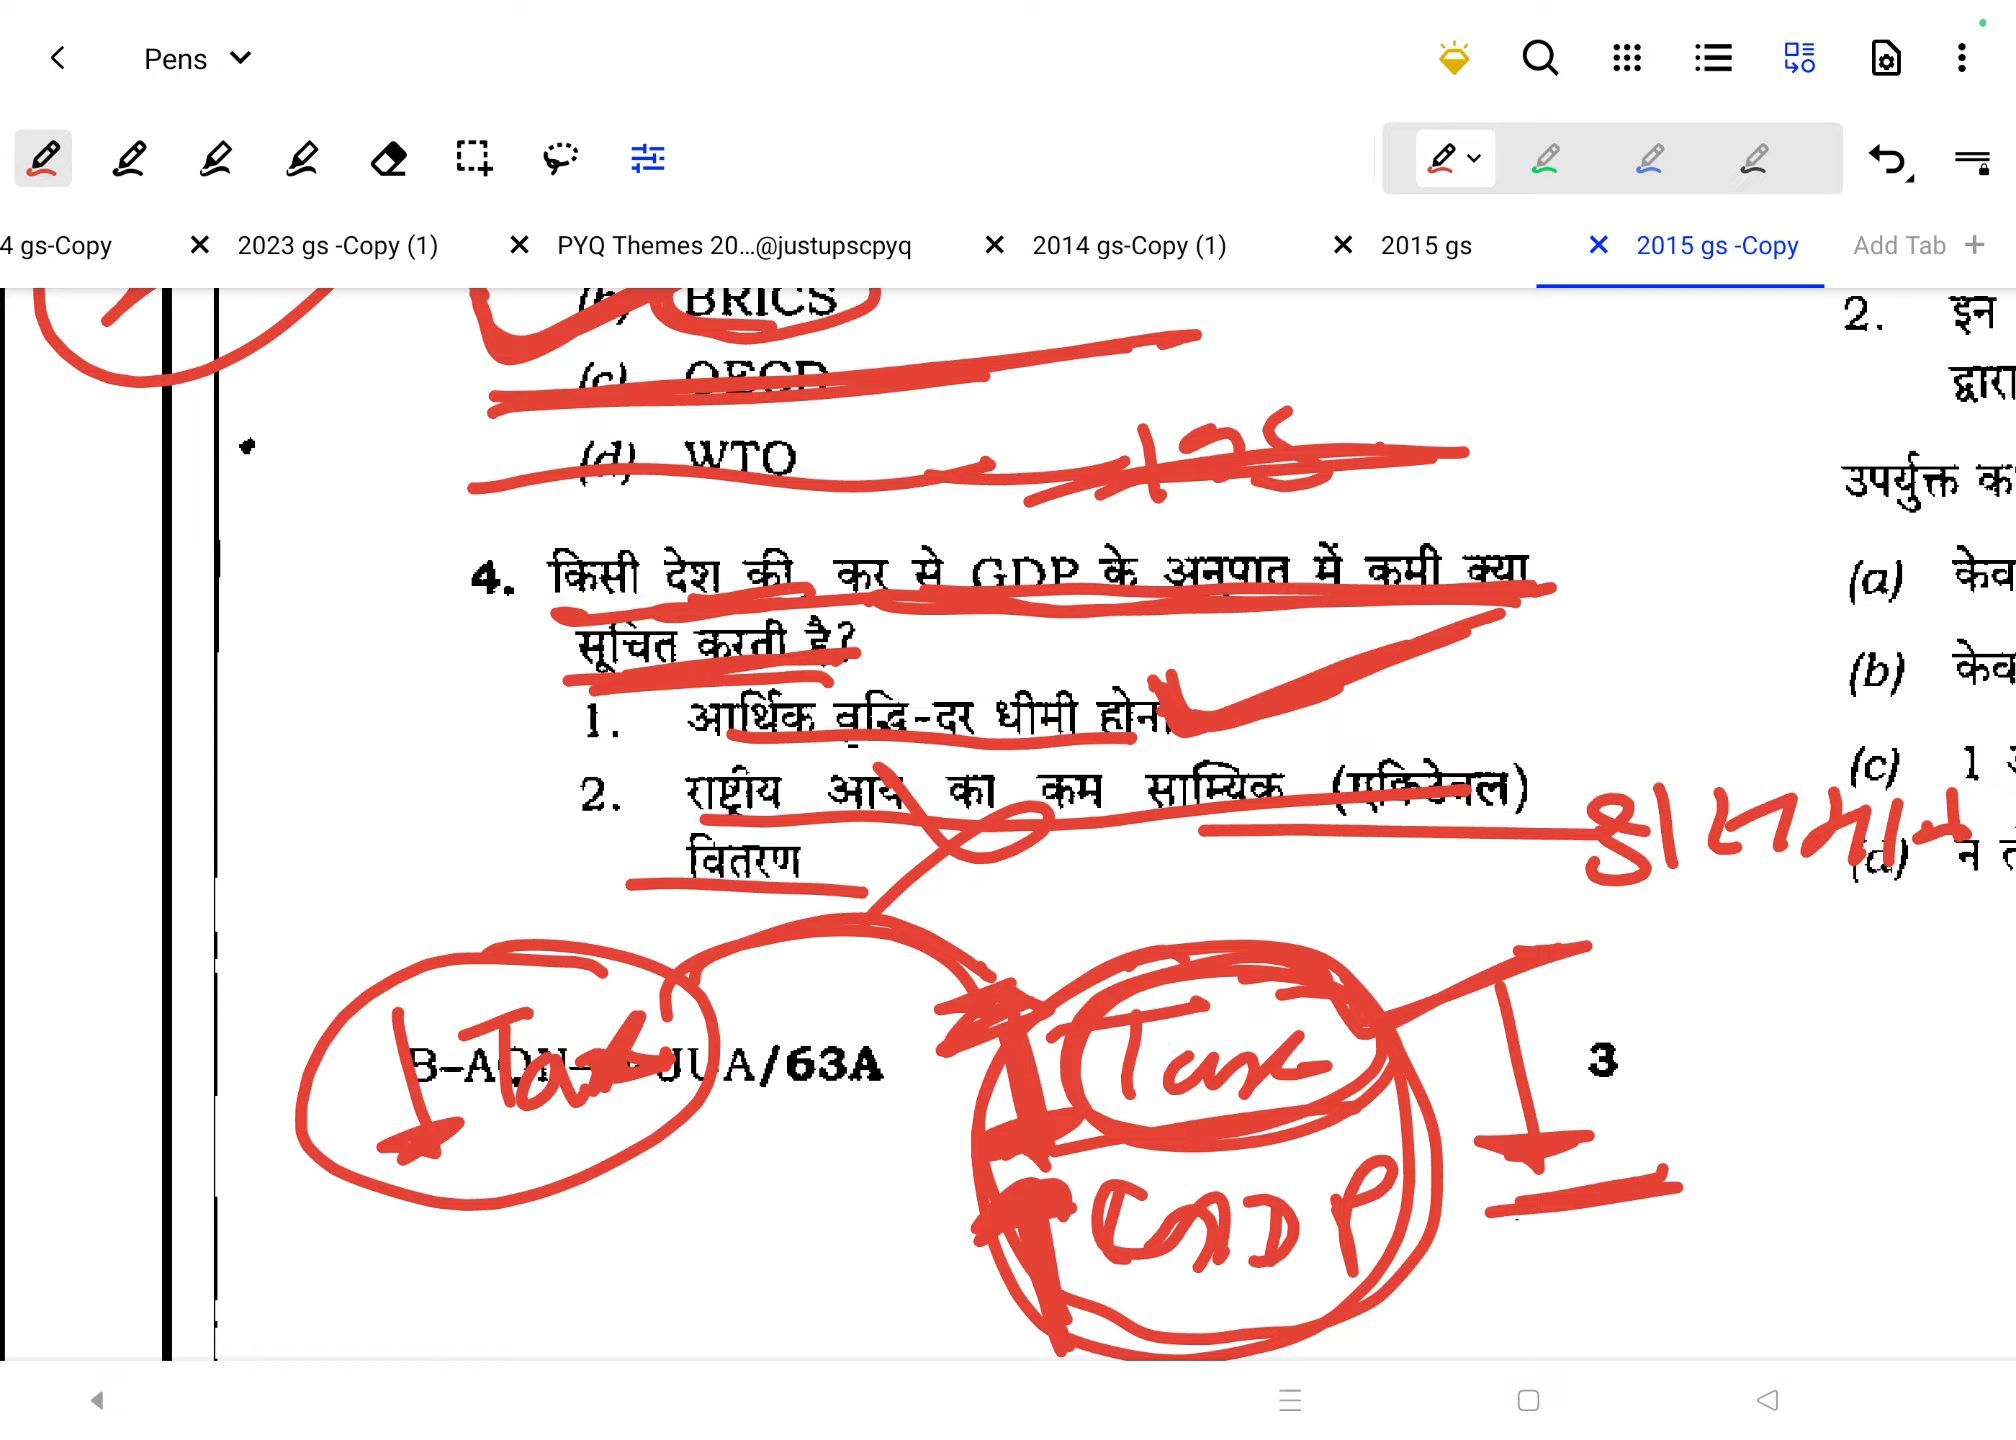 Pens
4 gs-Copy
2023 gs -Copy (1)
PYQ Themes 20...@justupscpyq
2014 gs-Copy (1)
2015 gs
2015 gs -Copy
Add Tab +
(b) BRICS
(c) OECD
(d) WTO
4. किसी देश की, कर से GDP के अनुपात में कमी क्या
सूचित करती है?
1. आर्थिक वृद्धि-दर धीमी होना
2. राष्ट्रीय आय का कम साम्यिक (एक्विटेबल)
वितरण
Tax
Tax
GDP
/63A
3
2. इन
द्वारा
उपर्युक्त
(a)
(b)
(c) 1
(d) न